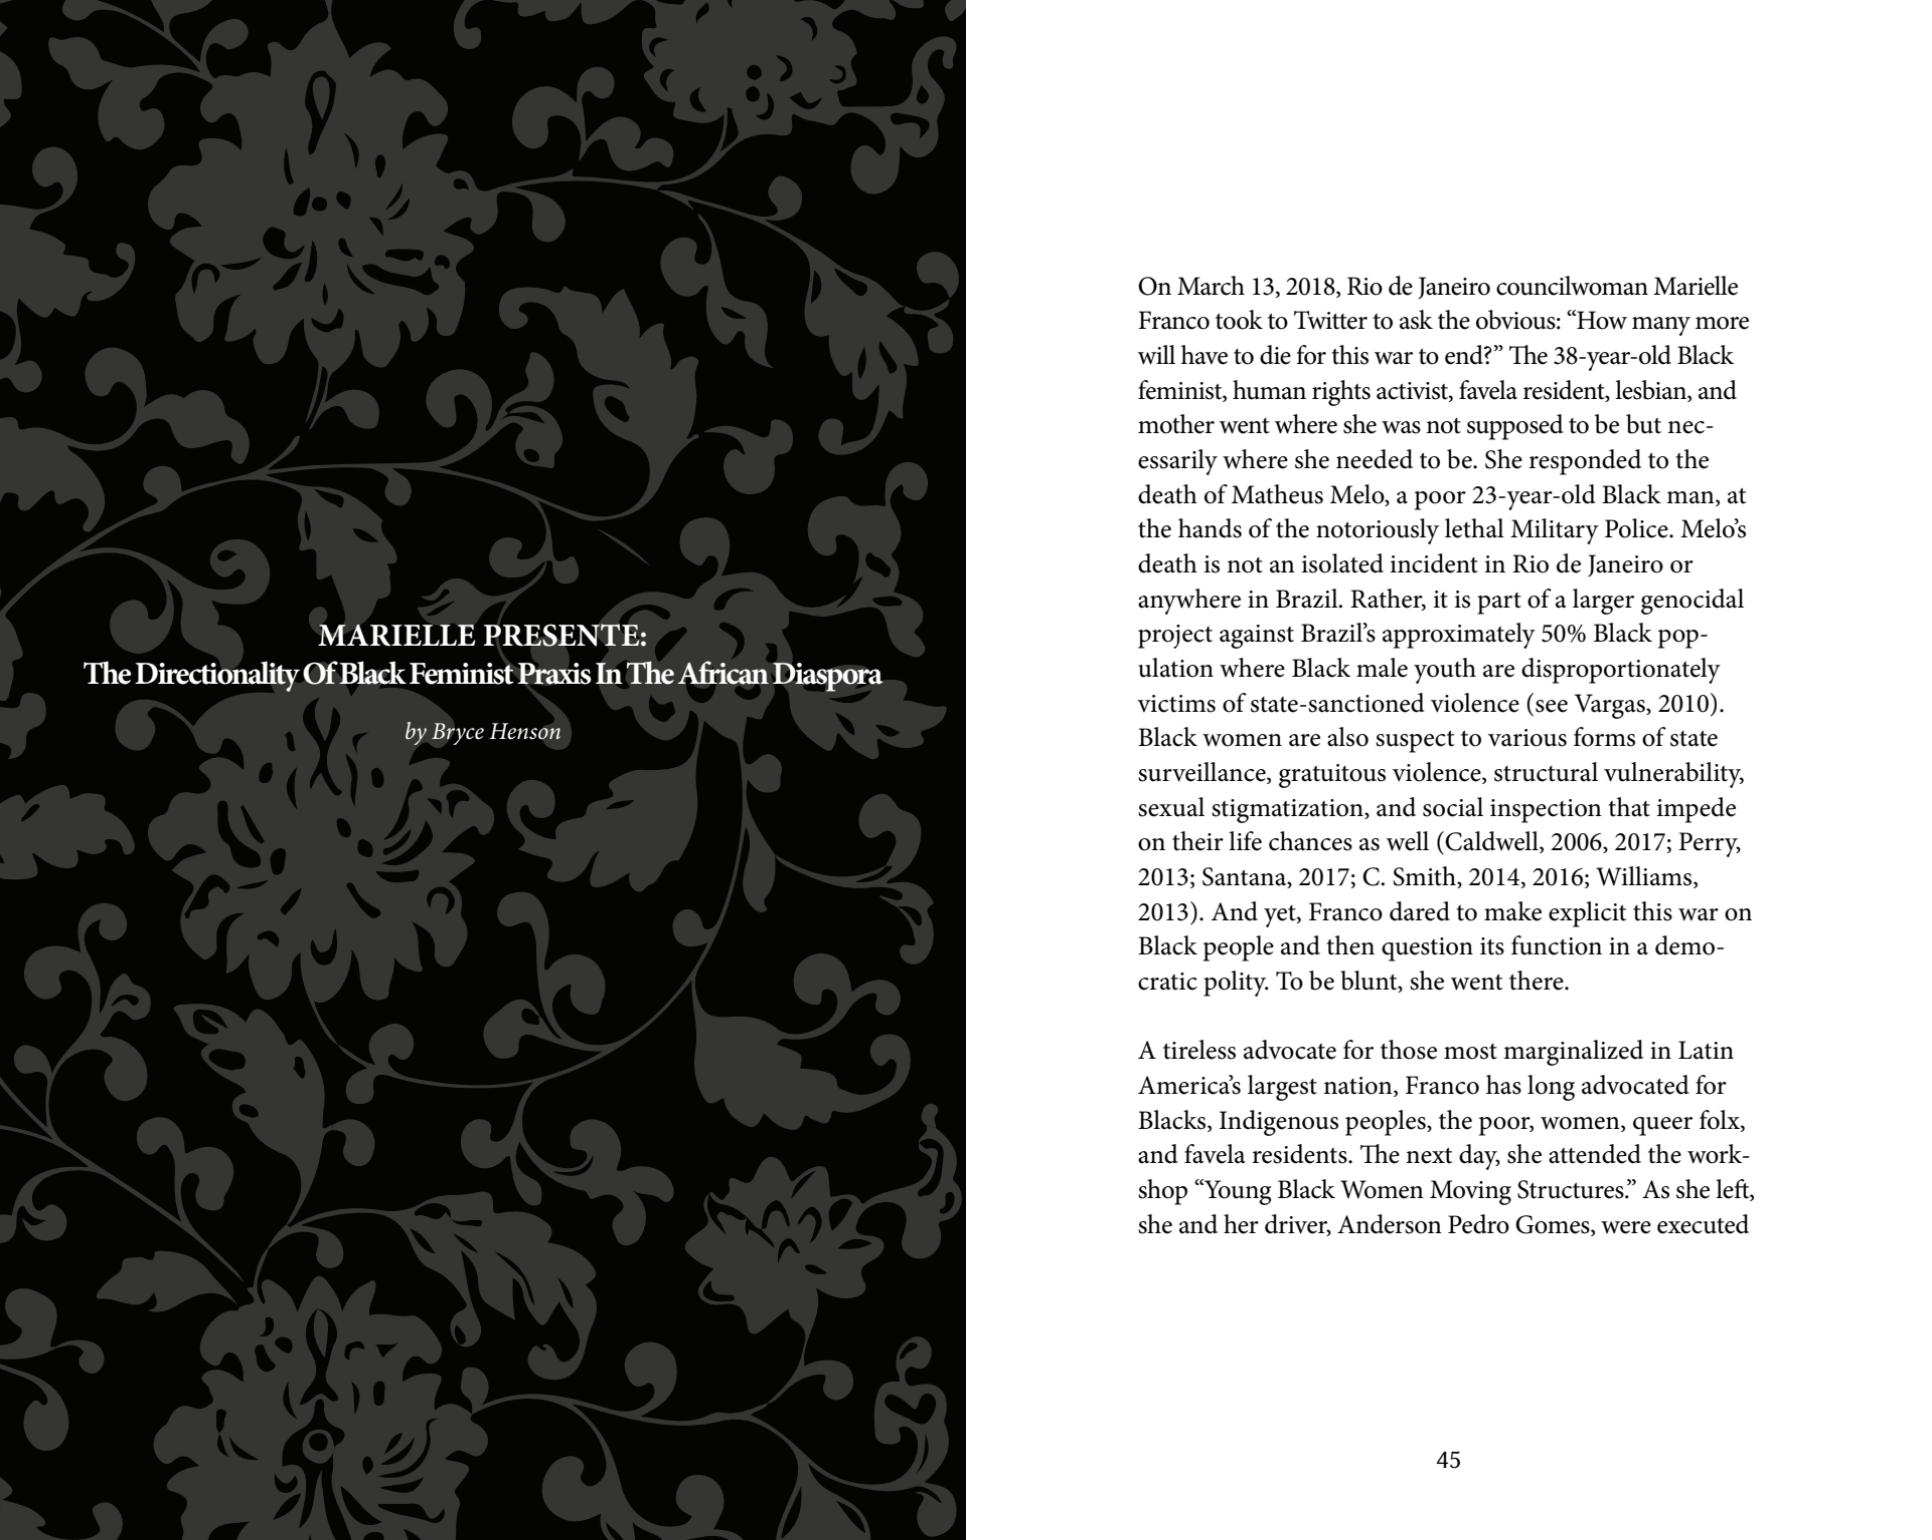 MARIELLE PRESENTE:
The Directionality Of Black Feminist Praxis In The African Diaspora
by Bryce Henson
On March 13, 2018, Rio de Janeiro councilwoman Marielle
Franco took to Twitter to ask the obvious: “How many more
will have to die for this war to end?” The 38-year-old Black
feminist, human rights activist, favela resident, lesbian, and
mother went where she was not supposed to be but nec-
essarily where she needed to be. She responded to the
death of Matheus Melo, a poor 23-year-old Black man, at
the hands of the notoriously lethal Military Police. Melo’s
death is not an isolated incident in Rio de Janeiro or
anywhere in Brazil. Rather, it is part of a larger genocidal
project against Brazil’s approximately 50% Black pop-
ulation where Black male youth are disproportionately
victims of state-sanctioned violence (see Vargas, 2010).
Black women are also suspect to various forms of state
surveillance, gratuitous violence, structural vulnerability,
sexual stigmatization, and social inspection that impede
on their life chances as well (Caldwell, 2006, 2017; Perry,
2013; Santana, 2017; C. Smith, 2014, 2016; Williams,
2013). And yet, Franco dared to make explicit this war on
Black people and then question its function in a demo-
cratic polity. To be blunt, she went there.
A tireless advocate for those most marginalized in Latin
America’s largest nation, Franco has long advocated for
Blacks, Indigenous peoples, the poor, women, queer folx,
and favela residents. The next day, she attended the work-
shop “Young Black Women Moving Structures.” As she left,
she and her driver, Anderson Pedro Gomes, were executed
45